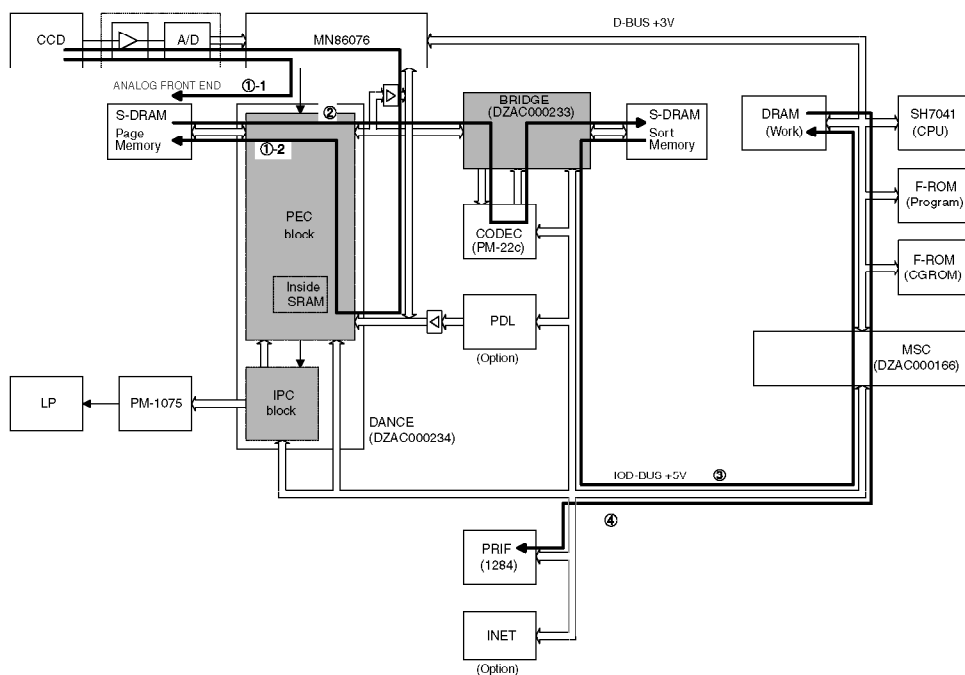 D-BUS +3V
CCD
A/D
MN86076
ANALOG FRONT END
①-1
S-DRAM
Page
Memory
②
①-2
BRIDGE
(DZAC000233)
S-DRAM
Sort
Memory
DRAM
(Work)
SH7041
(CPU)
F-ROM
(Program)
F-ROM
(CGROM)
PEC
block
CODEC
(PM-22c)
Inside
SRAM
PDL
(Option)
MSC
(DZAC000166)
LP
PM-1075
IPC
block
DANCE
(DZAC000234)
IOD-BUS +5V
③
④
PRIF
(1284)
INET
(Option)